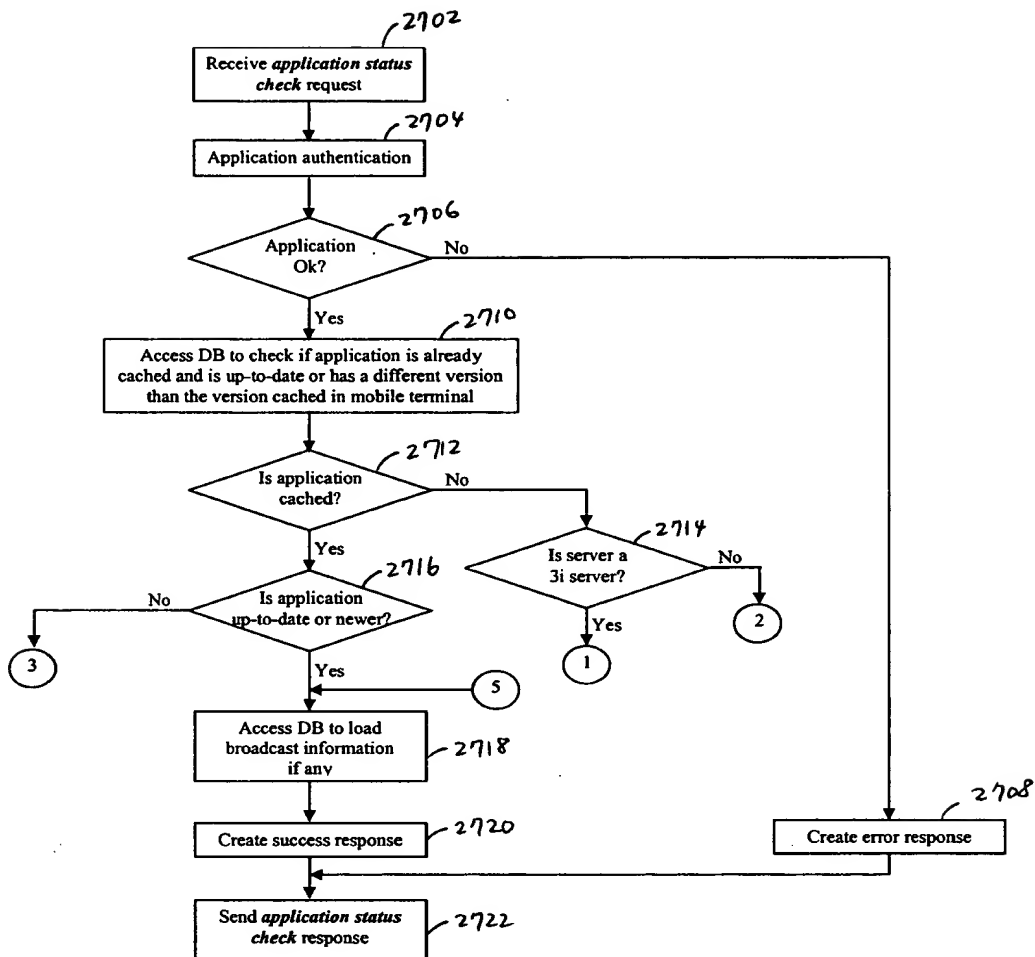 2702
Receive application status
check request
2704
Application authentication
2706
Application
Ok?
No
Yes
2710
Access DB to check if application is already
cached and is up-to-date or has a different version
than the version cached in mobile terminal
2712
Is application
cached?
No
Yes
2714
Is server a
3i server?
No
2
Yes
1
2716
Is application
up-to-date or newer?
No
3
Yes
5
Access DB to load
broadcast information
if any
2718
Create success response
2720
2708
Create error response
Send application status
check response
2722